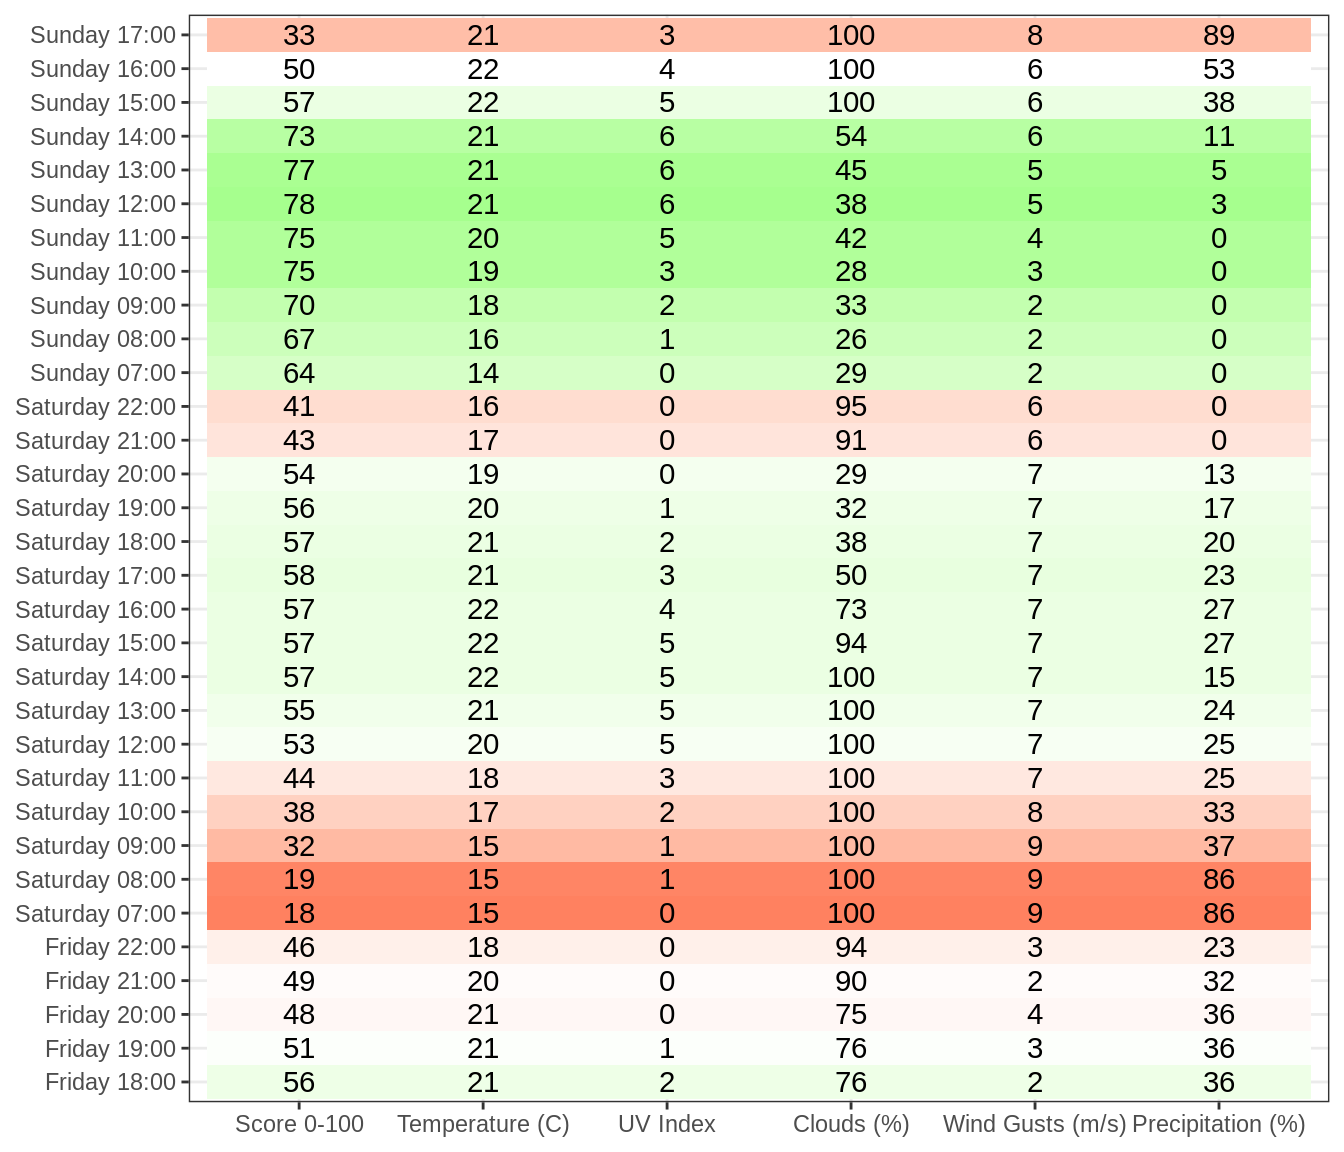 Sunday 17:00 33 21 3 100 8 89
Sunday 16:00 50 22 4 100 6 53
Sunday 15:00 57 22 5 100 6 38
Sunday 14:00 73 21 6 54 6 11
Sunday 13:00 77 21 6 45 5 5
Sunday 12:00 78 21 6 38 5 3
Sunday 11:00 75 20 5 42 4 0
Sunday 10:00 75 19 3 28 3 0
Sunday 09:00 70 18 2 33 2 0
Sunday 08:00 67 16 1 26 2 0
Sunday 07:00 64 14 0 29 2 0
Saturday 22:00 41 16 0 95 6 0
Saturday 21:00 43 17 0 91 6 0
Saturday 20:00 54 19 0 29 7 13
Saturday 19:00 56 20 1 32 7 17
Saturday 18:00 57 21 2 38 7 20
Saturday 17:00 58 21 3 50 7 23
Saturday 16:00 57 22 4 73 7 27
Saturday 15:00 57 22 5 94 7 27
Saturday 14:00 57 22 5 100 7 15
Saturday 13:00 55 21 5 100 7 24
Saturday 12:00 53 20 5 100 7 25
Saturday 11:00 44 18 3 100 7 25
Saturday 10:00 38 17 2 100 8 33
Saturday 09:00 32 15 1 100 9 37
Saturday 08:00 19 15 1 100 9 86
Saturday 07:00 18 15 0 100 9 86
Friday 22:00 46 18 0 94 3 23
Friday 21:00 49 20 0 90 2 32
Friday 20:00 48 21 0 75 4 36
Friday 19:00 51 21 1 76 3 36
Friday 18:00 56 21 2 76 2 36
Score 0-100 Temperature (C) UV Index Clouds (%) Wind Gusts (m/s) Precipitation (%)